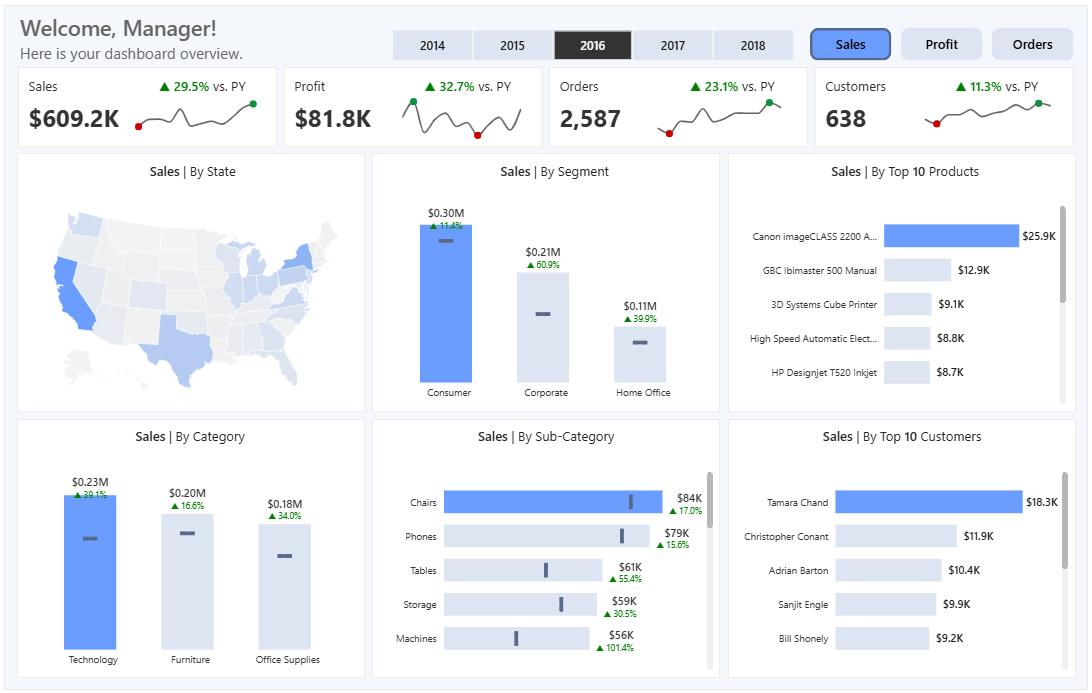 Welcome, Manager!
Here is your dashboard overview.
2014 2015 2016 2017 2018
Sales Profit Orders
Sales ▲ 29.5% vs. PY
$609.2K
Profit ▲ 32.7% vs. PY
$81.8K
Orders ▲ 23.1% vs. PY
2,587
Customers ▲ 11.3% vs. PY
638
Sales | By State
Sales | By Segment
$0.30M
▲ 11.4%
$0.21M
▲ 60.9%
$0.11M
▲ 39.9%
Consumer Corporate Home Office
Sales | By Top 10 Products
Canon imageCLASS 2200 A... $25.9K
GBC Ibimaster 500 Manual $12.9K
3D Systems Cube Printer $9.1K
High Speed Automatic Elect... $8.8K
HP Designjet T520 Inkjet $8.7K
Sales | By Category
$0.23M
▲ 39.1%
$0.20M
▲ 16.6%
$0.18M
▲ 34.0%
Technology Furniture Office Supplies
Sales | By Sub-Category
Chairs $84K
▲ 17.0%
Phones $79K
▲ 15.6%
Tables $61K
▲ 55.4%
Storage $59K
▲ 30.5%
Machines $56K
▲ 101.4%
Sales | By Top 10 Customers
Tamara Chand $18.3K
Christopher Conant $11.9K
Adrian Barton $10.4K
Sanjit Engle $9.9K
Bill Shonely $9.2K